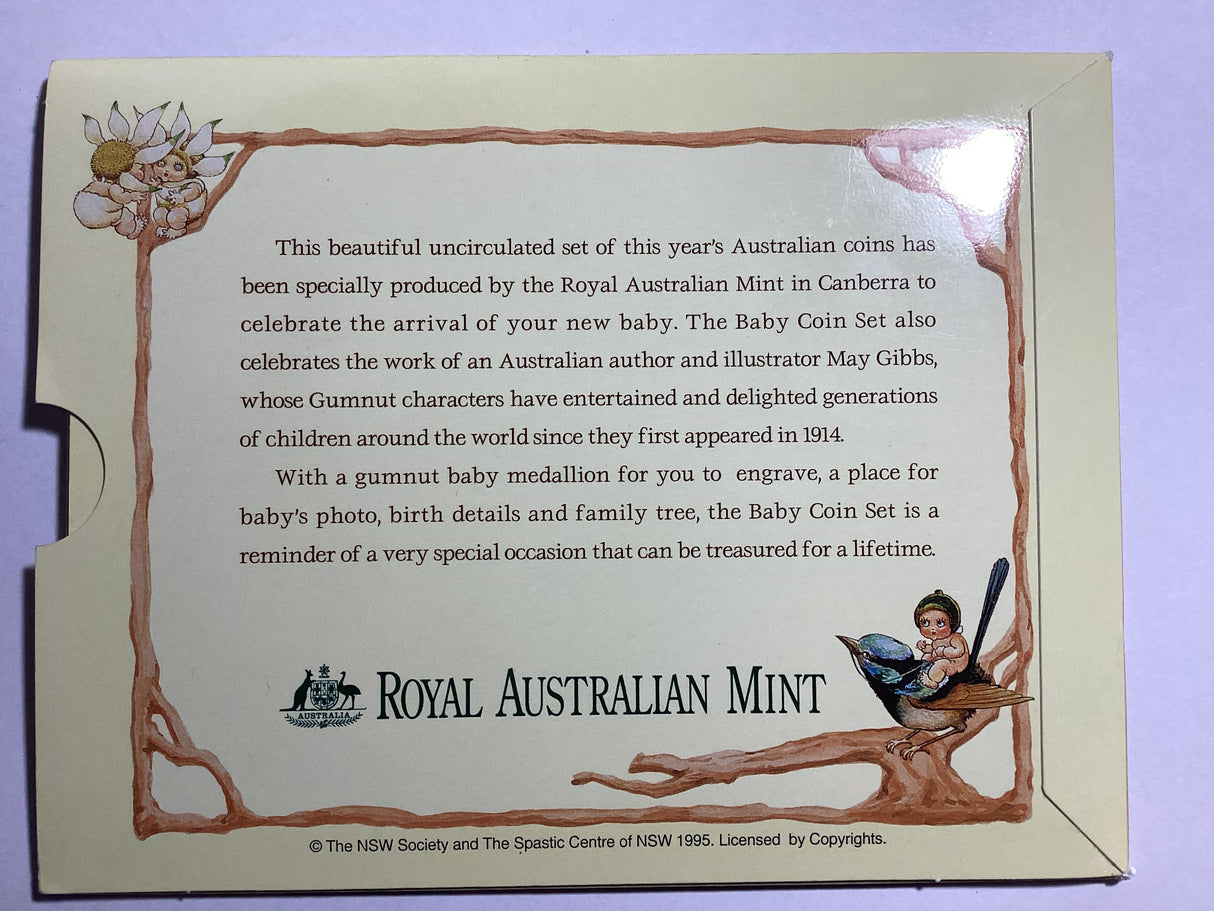 This beautiful uncirculated set of this year's Australian coins has
been specially produced by the Royal Australian Mint in Canberra to
celebrate the arrival of your new baby. The Baby Coin Set also
celebrates the work of an Australian author and illustrator May Gibbs,
whose Gumnut characters have entertained and delighted generations
of children around the world since they first appeared in 1914.
With a gumnut baby medallion for you to engrave, a place for
baby's photo, birth details and family tree, the Baby Coin Set is a
reminder of a very special occasion that can be treasured for a lifetime.
AUSTRALIA
ROYAL AUSTRALIAN MINT
© The NSW Society and The Spastic Centre of NSW 1995. Licensed by Copyrights.